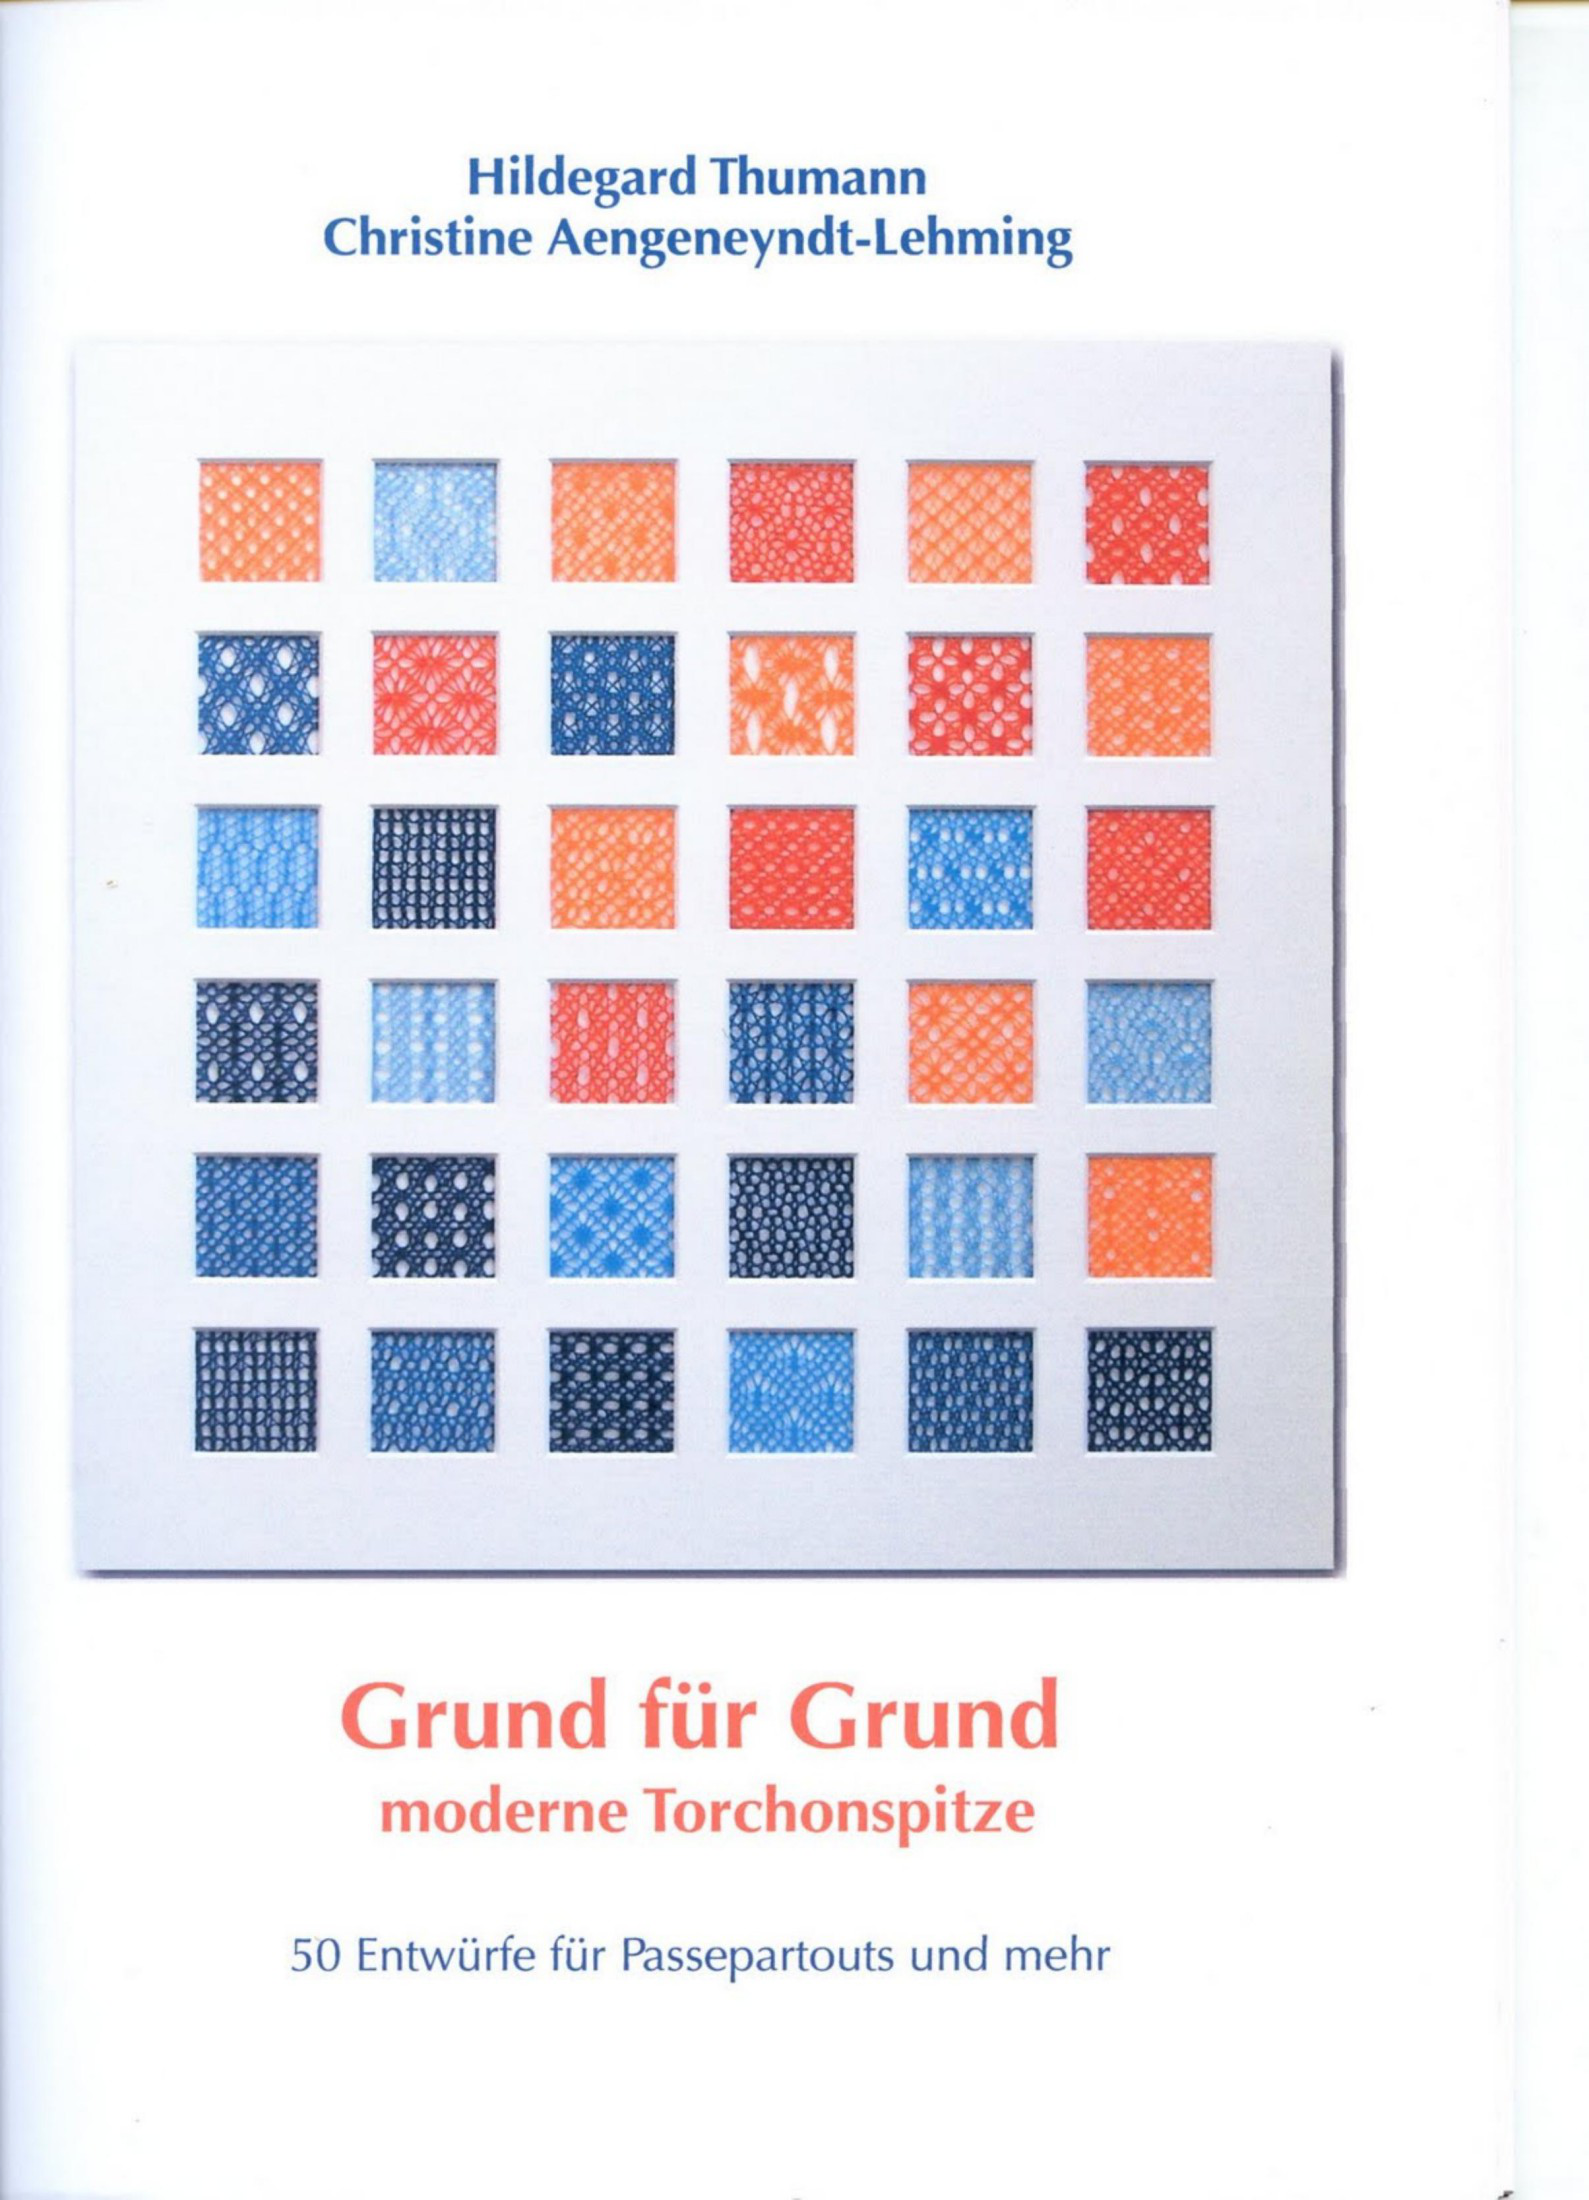 Hildegard Thumann
Christine Aengeneyndt-Lehming
Grund für Grund
moderne Torchonspitze
50 Entwürfe für Passepartouts und mehr